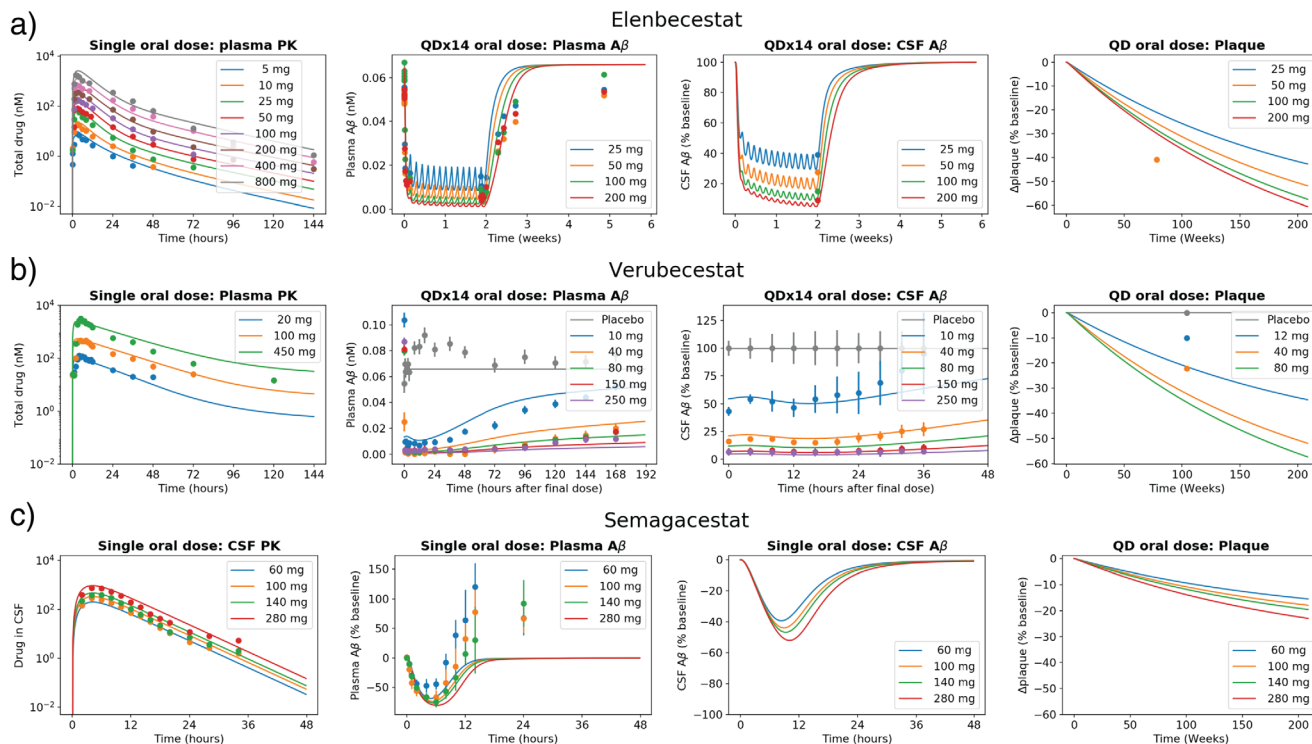 a)
Elenbecestat
Single oral dose: plasma PK
Total drug (nM)
10⁴
10²
10⁰
10⁻²
5 mg
10 mg
25 mg
50 mg
100 mg
200 mg
400 mg
800 mg
0 24 48 72 96 120 144
Time (hours)
QDx14 oral dose: Plasma Aβ
Plasma Aβ (nM)
0.06
0.04
0.02
0.00
25 mg
50 mg
100 mg
200 mg
0 1 2 3 4 5 6
Time (weeks)
QDx14 oral dose: CSF Aβ
CSF Aβ (% baseline)
100
80
60
40
20
25 mg
50 mg
100 mg
200 mg
0 1 2 3 4 5 6
Time (weeks)
QD oral dose: Plaque
Δplaque (% baseline)
0
−10
−20
−30
−40
−50
−60
25 mg
50 mg
100 mg
200 mg
0 50 100 150 200
Time (Weeks)
b)
Verubecestat
Single oral dose: Plasma PK
Total drug (nM)
10⁴
10²
10⁰
10⁻²
20 mg
100 mg
450 mg
0 24 48 72 96 120 144
Time (hours)
QDx14 oral dose: Plasma Aβ
Plasma Aβ (nM)
0.10
0.08
0.06
0.04
0.02
0.00
Placebo
10 mg
40 mg
80 mg
150 mg
250 mg
0 24 48 72 96 120 144 168 192
Time (hours after final dose)
QDx14 oral dose: CSF Aβ
CSF Aβ (% baseline)
125
100
75
50
25
0
Placebo
10 mg
40 mg
80 mg
150 mg
250 mg
0 12 24 36 48
Time (hours after final dose)
QD oral dose: Plaque
Δplaque (% baseline)
0
−10
−20
−30
−40
−50
−60
Placebo
12 mg
40 mg
80 mg
0 50 100 150 200
Time (Weeks)
c)
Semagacestat
Single oral dose: CSF PK
Drug in CSF
10⁴
10²
10⁰
10⁻²
60 mg
100 mg
140 mg
280 mg
0 12 24 36 48
Time (hours)
Single oral dose: Plasma Aβ
Plasma Aβ (% baseline)
150
100
50
0
−50
60 mg
100 mg
140 mg
280 mg
0 12 24 36 48
Time (hours)
Single oral dose: CSF Aβ
CSF Aβ (% baseline)
0
−20
−40
−60
−80
−100
60 mg
100 mg
140 mg
280 mg
0 12 24 36 48
Time (hours)
QD oral dose: Plaque
Δplaque (% baseline)
0
−10
−20
−30
−40
−50
−60
60 mg
100 mg
140 mg
280 mg
0 50 100 150 200
Time (Weeks)